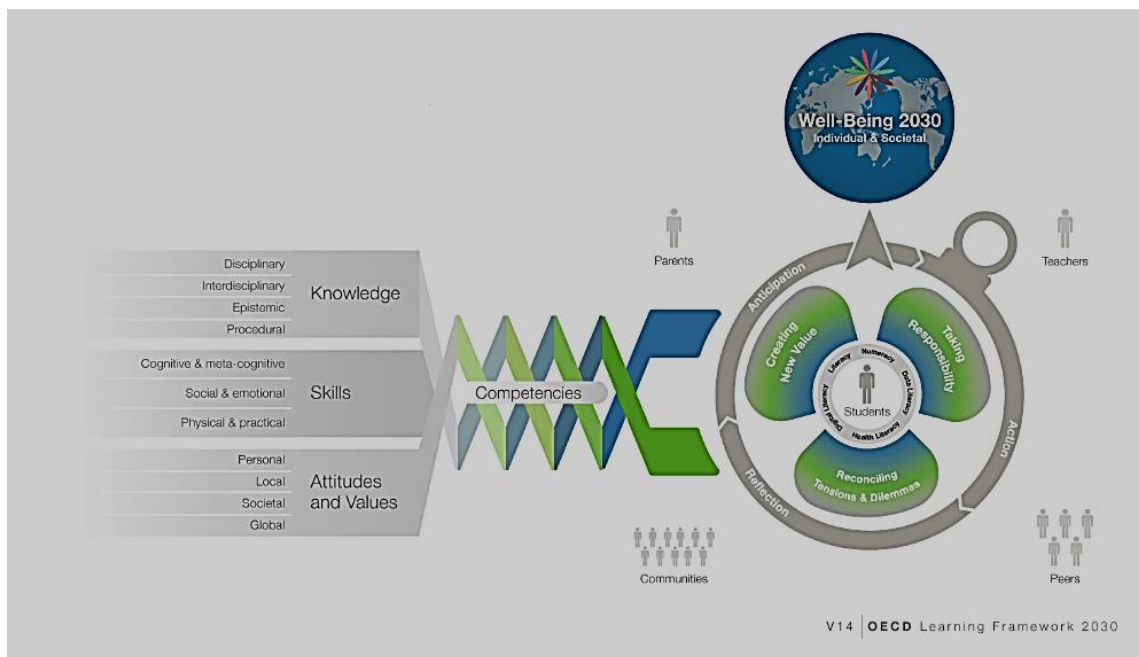 Well-Being 2030
Individual & Societal
Parents
Teachers
Disciplinary
Interdisciplinary
Epistemic
Procedural
Knowledge
Cognitive & meta-cognitive
Social & emotional
Physical & practical
Skills
Personal
Local
Societal
Global
Attitudes
and Values
Competencies
Anticipation
Action
Reflection
Creating
New Value
Taking
Responsibility
Reconciling
Tensions & Dilemmas
Literacy
Numeracy
Data Literacy
Health Literacy
Digital Literacy
Students
Communities
Peers
V14 | OECD Learning Framework 2030